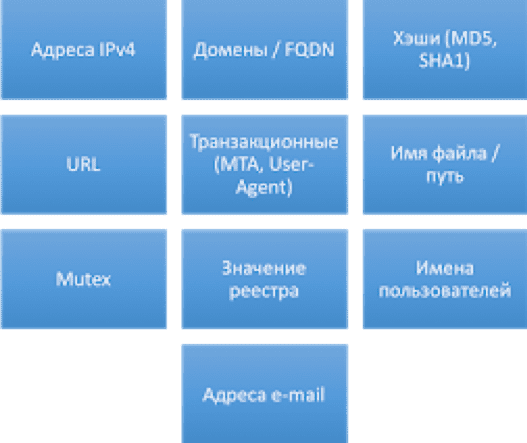 Адреса IPv4
Домены / FQDN
Хэши (MD5,
SHA1)
URL
Транзакционные
(MTA, User-
Agent)
Имя файла /
путь
Mutex
Значение
реестра
Имена
пользователей
Адреса e-mail